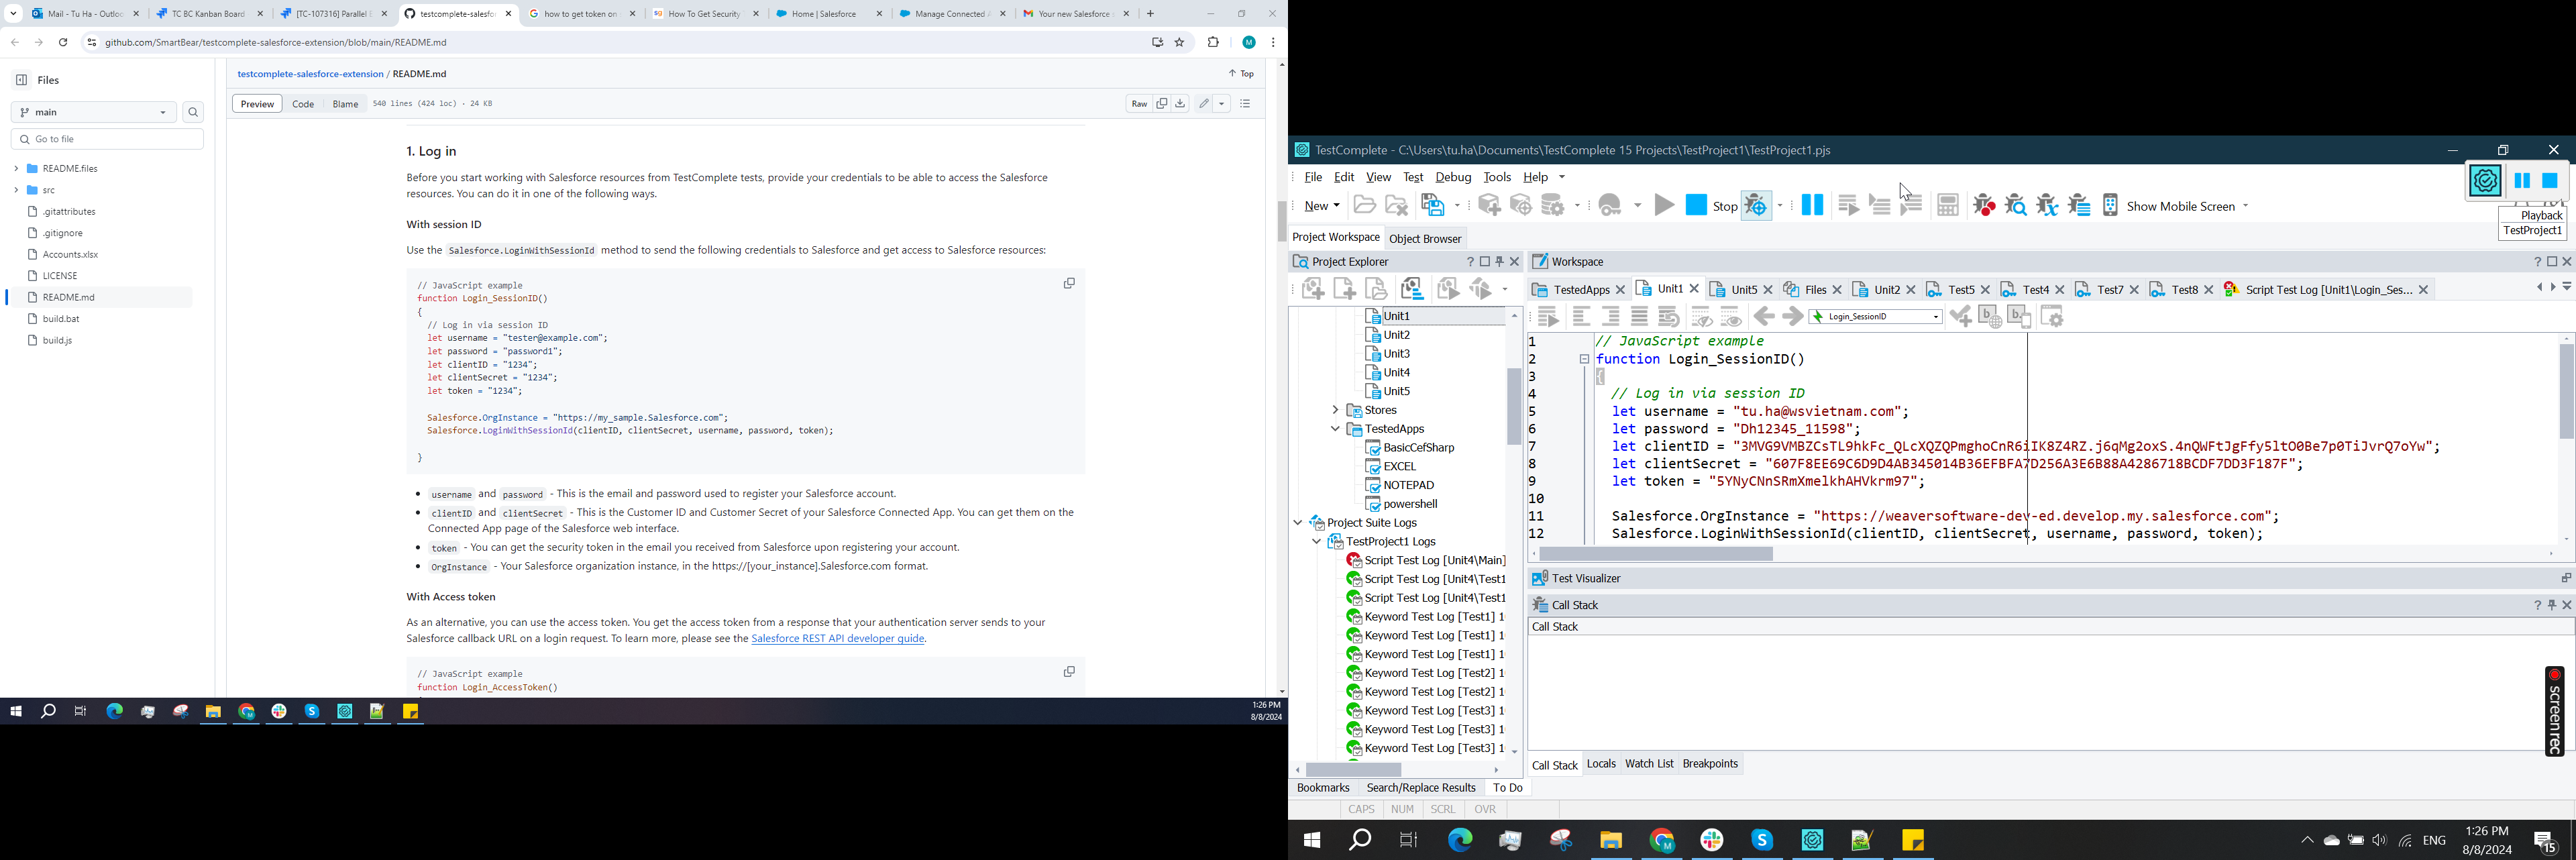 Mail - Tu Ha - Outloo
TC BC Kanban Board
[TC-107316] Parallel E
testcomplete-salesfo
how to get token on
How To Get Security
Home | Salesforce
Manage Connected A
Your new Salesforce s
github.com/SmartBear/testcomplete-salesforce-extension/blob/main/README.md
Files
main
Go to file
README.files
src
.gitattributes
.gitignore
Accounts.xlsx
LICENSE
README.md
build.bat
build.js
testcomplete-salesforce-extension / README.md
Top
Preview Code Blame 540 lines (424 loc) · 24 KB
Raw
1. Log in
Before you start working with Salesforce resources from TestComplete tests, provide your credentials to be able to access the Salesforce
resources. You can do it in one of the following ways.
With session ID
Use the Salesforce.LoginWithSessionId method to send the following credentials to Salesforce and get access to Salesforce resources:
// JavaScript example
function Login_SessionID()
{
// Log in via session ID
let username = "tester@example.com";
let password = "password1";
let clientID = "1234";
let clientSecret = "1234";
let token = "1234";
Salesforce.OrgInstance = "https://my_sample.Salesforce.com";
Salesforce.LoginWithSessionId(clientID, clientSecret, username, password, token);
}
username and password - This is the email and password used to register your Salesforce account.
clientID and clientSecret - This is the Customer ID and Customer Secret of your Salesforce Connected App. You can get them on the
Connected App page of the Salesforce web interface.
token - You can get the security token in the email you received from Salesforce upon registering your account.
OrgInstance - Your Salesforce organization instance, in the https://[your_instance].Salesforce.com format.
With Access token
As an alternative, you can use the access token. You get the access token from a response that your authentication server sends to your
Salesforce callback URL on a login request. To learn more, please see the Salesforce REST API developer guide.
// JavaScript example
function Login_AccessToken()
1:26 PM
8/8/2024
TestComplete - C:\Users\tu.ha\Documents\TestComplete 15 Projects\TestProject1\TestProject1.pjs
File Edit View Test Debug Tools Help
New
Stop
Show Mobile Screen
Playback
TestProject1
Project Workspace Object Browser
Project Explorer
Unit1
Unit2
Unit3
Unit4
Unit5
Stores
TestedApps
BasicCefSharp
EXCEL
NOTEPAD
powershell
Project Suite Logs
TestProject1 Logs
Script Test Log [Unit4\Main]
Script Test Log [Unit4\Test1
Script Test Log [Unit4\Test1
Keyword Test Log [Test1] 1
Keyword Test Log [Test1] 1
Keyword Test Log [Test1] 1
Keyword Test Log [Test2] 1
Keyword Test Log [Test2] 1
Keyword Test Log [Test3] 1
Keyword Test Log [Test3] 1
Keyword Test Log [Test3] 1
Bookmarks Search/Replace Results To Do
CAPS NUM SCRL OVR
Workspace
TestedApps Unit1 Unit5 Files Unit2 Test5 Test4 Test7 Test8 Script Test Log [Unit1\Login_Ses...
Login_SessionID
1 // JavaScript example
2 function Login_SessionID()
3 {
4 // Log in via session ID
5 let username = "tu.ha@wsvietnam.com";
6 let password = "Dh12345_11598";
7 let clientID = "3MVG9VMBZCsTL9hkFc_QLcXQZQPmghoCnR6iIK8Z4RZ.j6qMg2oxS.4nQWFtJgFfy5ltO0Be7p0TiJvrQ7oYw";
8 let clientSecret = "607F8EE69C6D9D4AB345014B36EFBFA7D256A3E6B88A4286718BCDF7DD3F187F";
9 let token = "5YNyCNnSRmXmelkhAHVkrm97";
10
11 Salesforce.OrgInstance = "https://weaversoftware-dev-ed.develop.my.salesforce.com";
12 Salesforce.LoginWithSessionId(clientID, clientSecret, username, password, token);
Test Visualizer
Call Stack
Call Stack
Call Stack Locals Watch List Breakpoints
screenrec
ENG
1:26 PM
8/8/2024
15